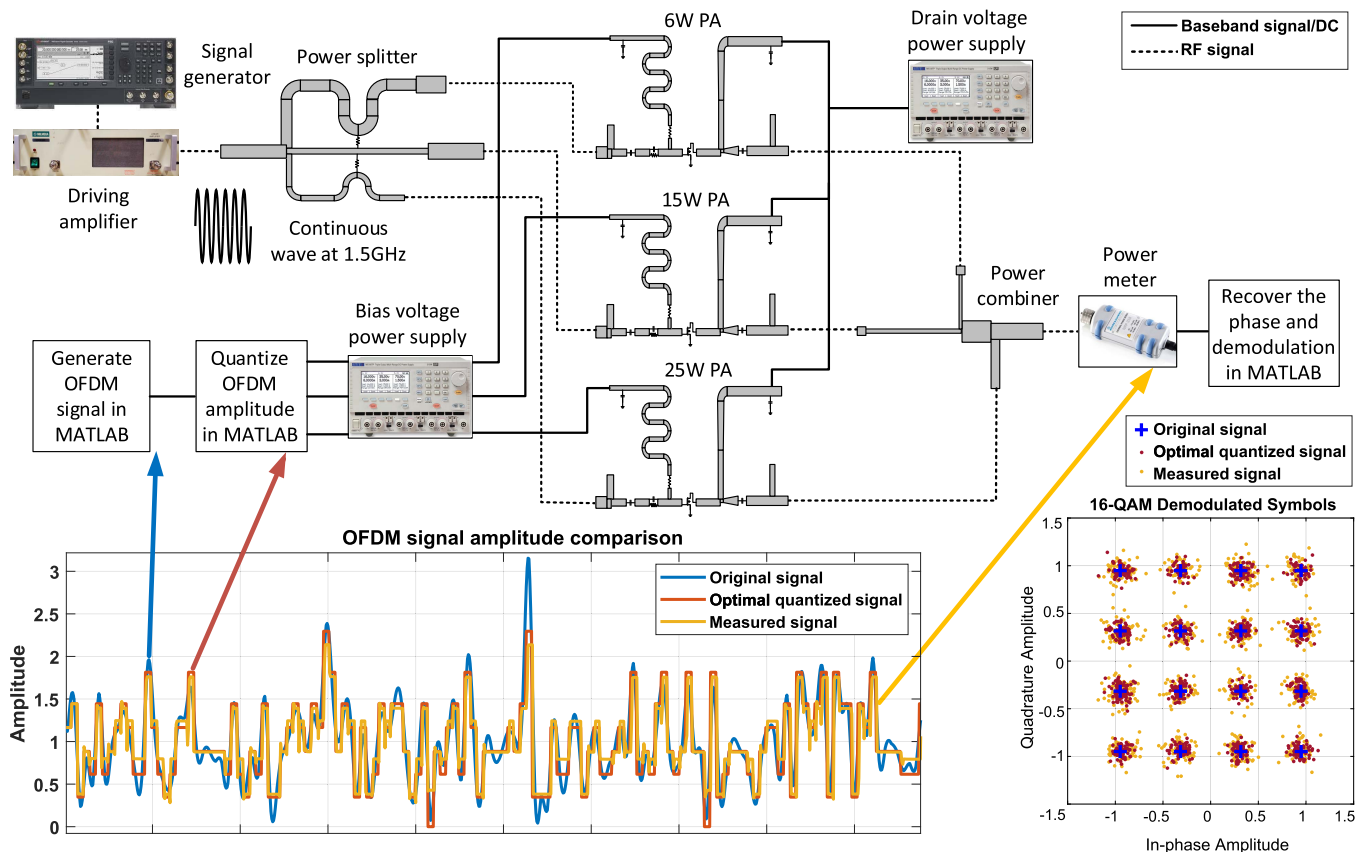 6W PA
Drain voltage
power supply
Baseband signal/DC
RF signal
Signal
generator
Power splitter
Driving
amplifier
Continuous
wave at 1.5GHz
15W PA
Bias voltage
power supply
Power
combiner
Power
meter
Recover the
phase and
demodulation
in MATLAB
Generate
OFDM
signal in
MATLAB
Quantize
OFDM
amplitude
in MATLAB
25W PA
Original signal
Optimal quantized signal
Measured signal
OFDM signal amplitude comparison
Original signal
Optimal quantized signal
Measured signal
Amplitude
3
2.5
2
1.5
1
0.5
0
16-QAM Demodulated Symbols
Quadrature Amplitude
1.5
1
0.5
0
-0.5
-1
-1.5
-1.5
-1
-0.5
0
0.5
1
1.5
In-phase Amplitude